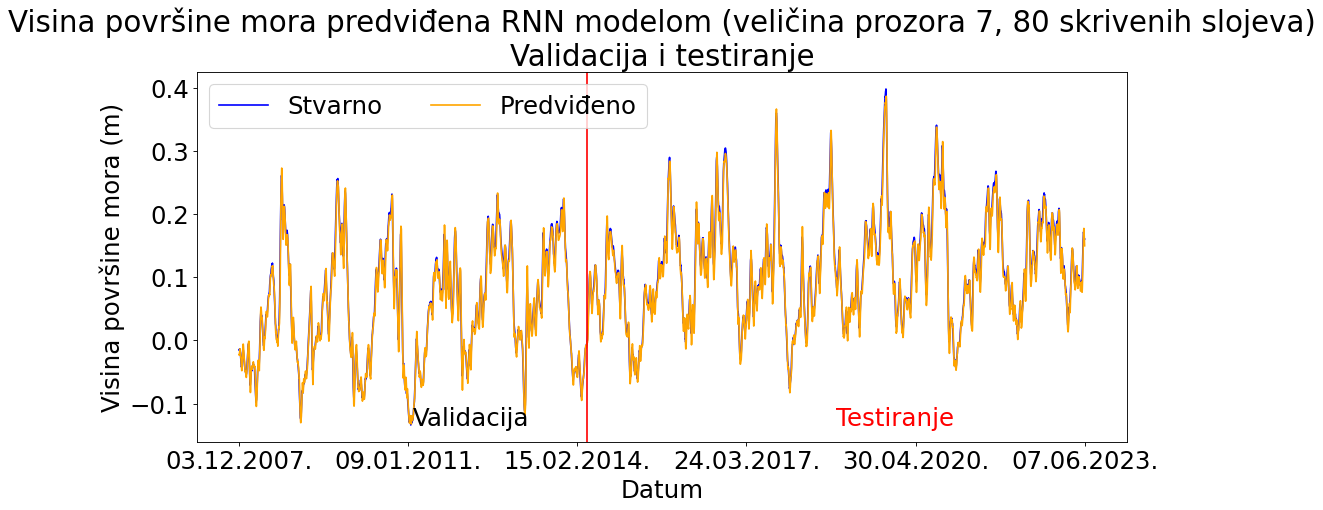 Visina površine mora predviđena RNN modelom (veličina prozora 7, 80 skrivenih slojeva)
Validacija i testiranje
Stvarno Predviđeno
Visina površine mora (m)
0.4
0.3
0.2
0.1
0.0
−0.1
Validacija Testiranje
03.12.2007. 09.01.2011. 15.02.2014. 24.03.2017. 30.04.2020. 07.06.2023.
Datum